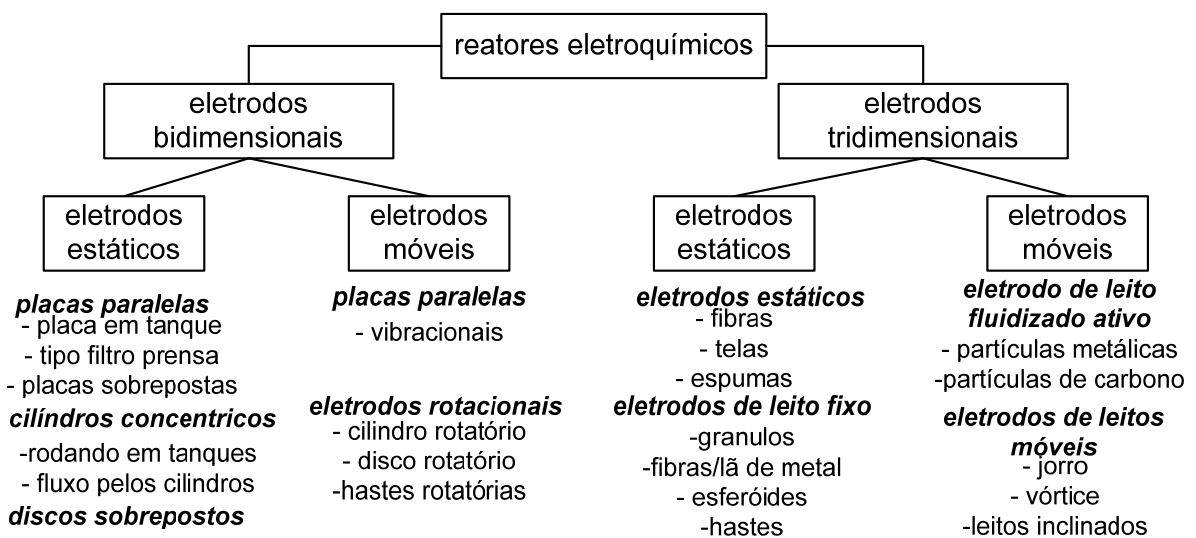 reatores eletroquímicos
eletrodos
bidimensionais
eletrodos
tridimensionais
eletrodos
estáticos
eletrodos
móveis
eletrodos
estáticos
eletrodos
móveis
placas paralelas
- placa em tanque
- tipo filtro prensa
- placas sobrepostas
cilíndros concentricos
-rodando em tanques
- fluxo pelos cilindros
discos sobrepostos
placas paralelas
- vibracionais
eletrodos rotacionais
- cilindro rotatório
- disco rotatório
-hastes rotatórias
eletrodos estáticos
- fibras
- telas
- espumas
eletrodos de leito fixo
-granulos
-fibras/lã de metal
- esferóides
-hastes
eletrodo de leito
fluidizado ativo
- partículas metálicas
-partículas de carbono
eletrodos de leitos
móveis
- jorro
- vórtice
-leitos inclinados